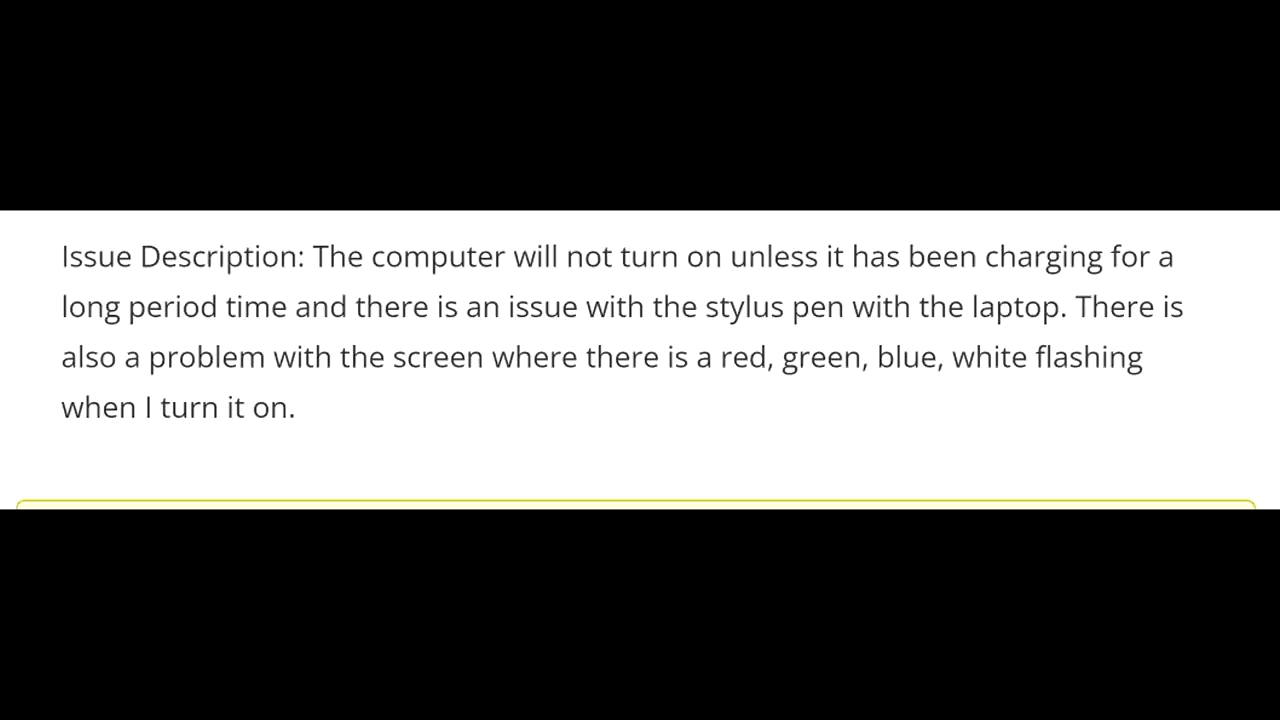 Issue Description: The computer will not turn on unless it has been charging for a
long period time and there is an issue with the stylus pen with the laptop. There is
also a problem with the screen where there is a red, green, blue, white flashing
when I turn it on.